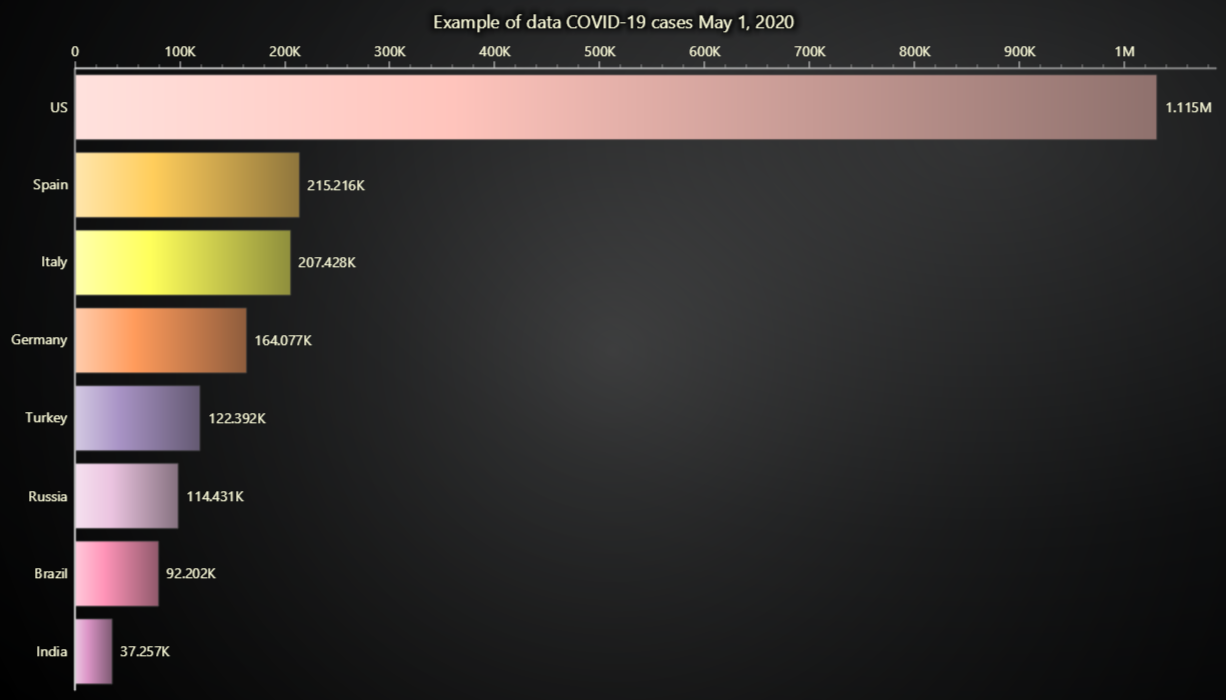 Example of data COVID-19 cases May 1, 2020
0 100K 200K 300K 400K 500K 600K 700K 800K 900K 1M
US 1.115M
Spain 215.216K
Italy 207.428K
Germany 164.077K
Turkey 122.392K
Russia 114.431K
Brazil 92.202K
India 37.257K